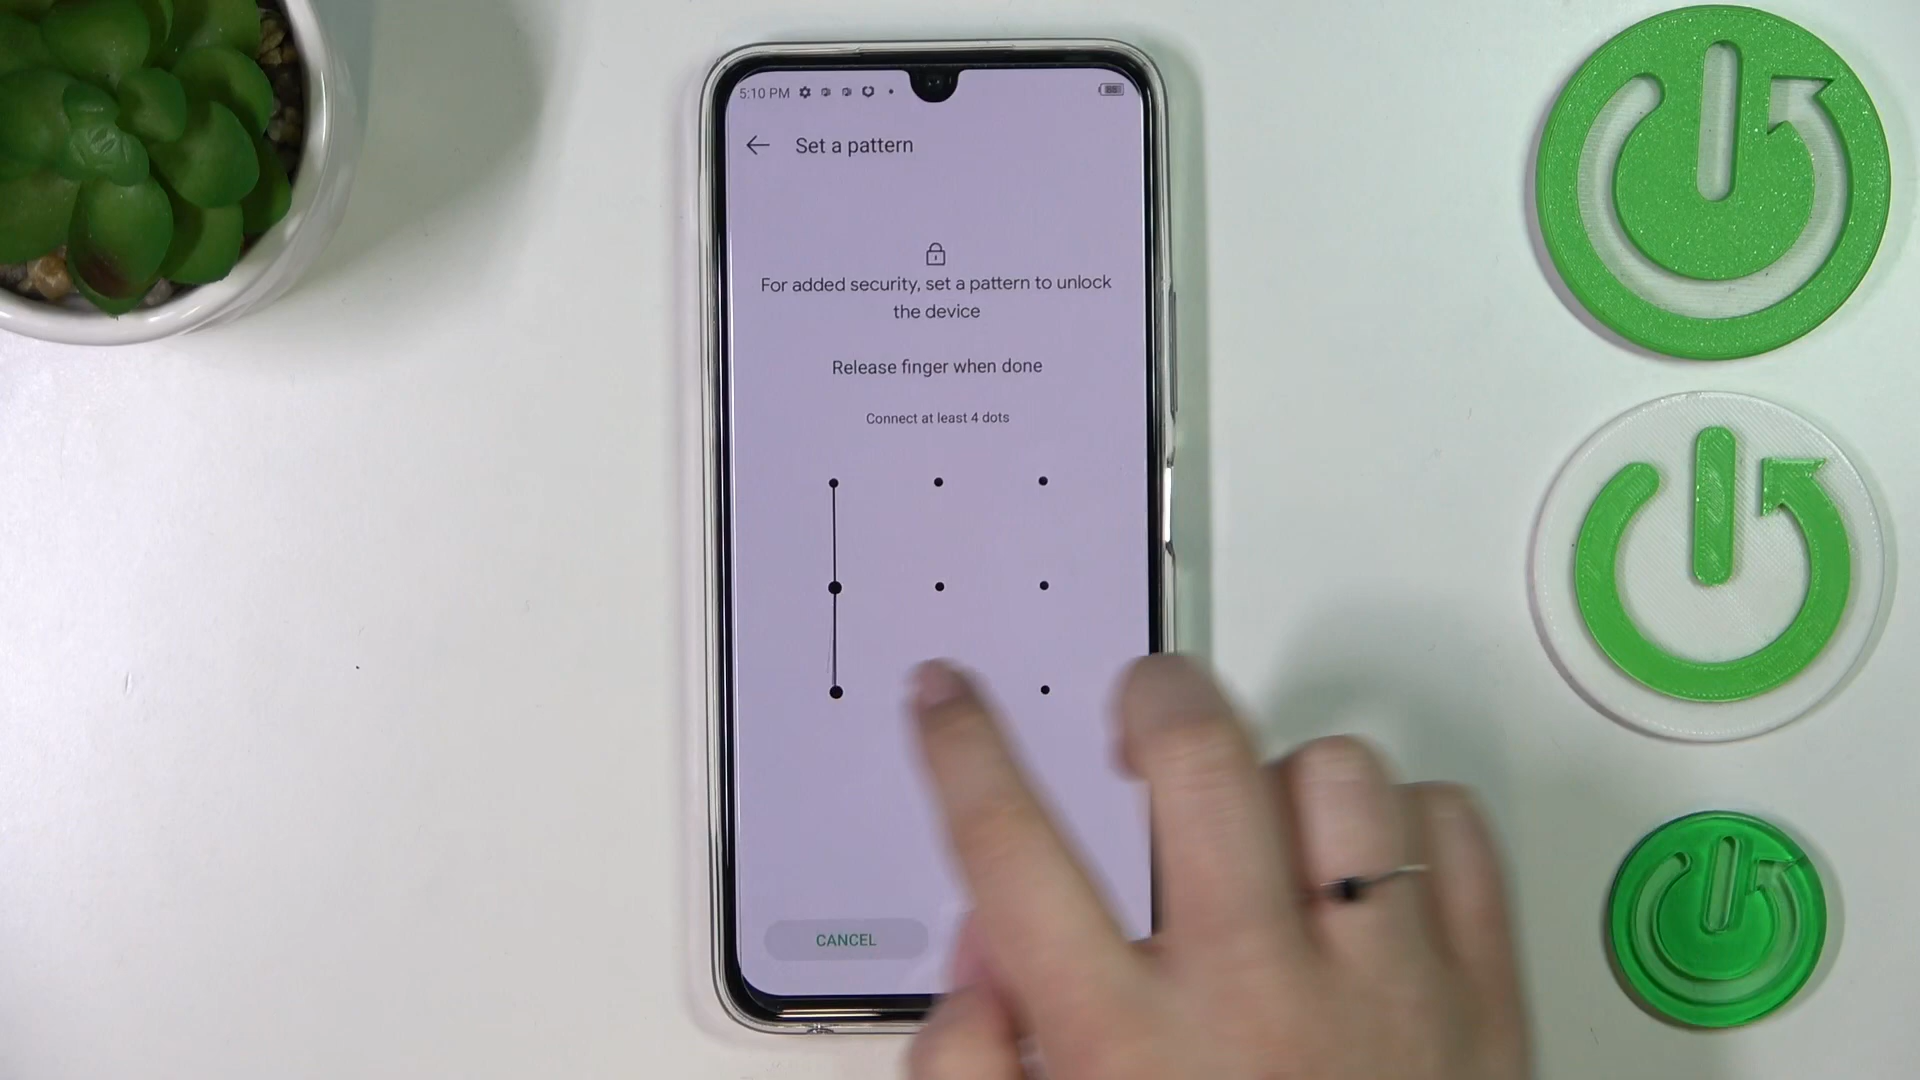 5:10 PM
Set a pattern
For added security, set a pattern to unlock
the device
Release finger when done
Connect at least 4 dots
CANCEL